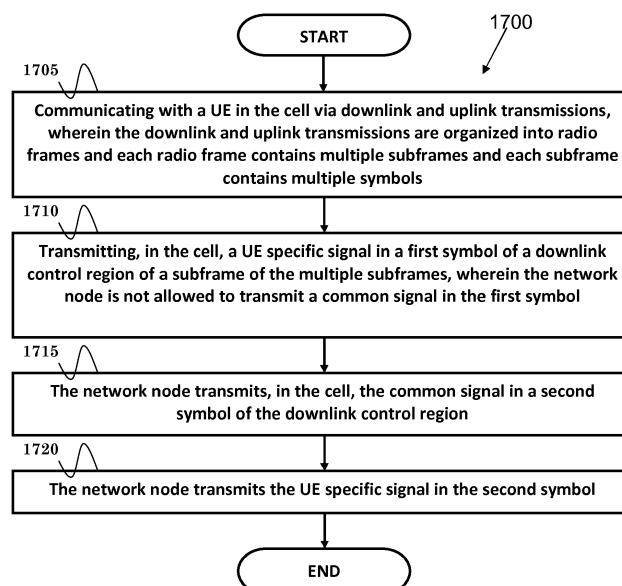 START
1700
1705
Communicating with a UE in the cell via downlink and uplink transmissions,
wherein the downlink and uplink transmissions are organized into radio
frames and each radio frame contains multiple subframes and each subframe
contains multiple symbols
1710
Transmitting, in the cell, a UE specific signal in a first symbol of a downlink
control region of a subframe of the multiple subframes, wherein the network
node is not allowed to transmit a common signal in the first symbol
1715
The network node transmits, in the cell, the common signal in a second
symbol of the downlink control region
1720
The network node transmits the UE specific signal in the second symbol
END